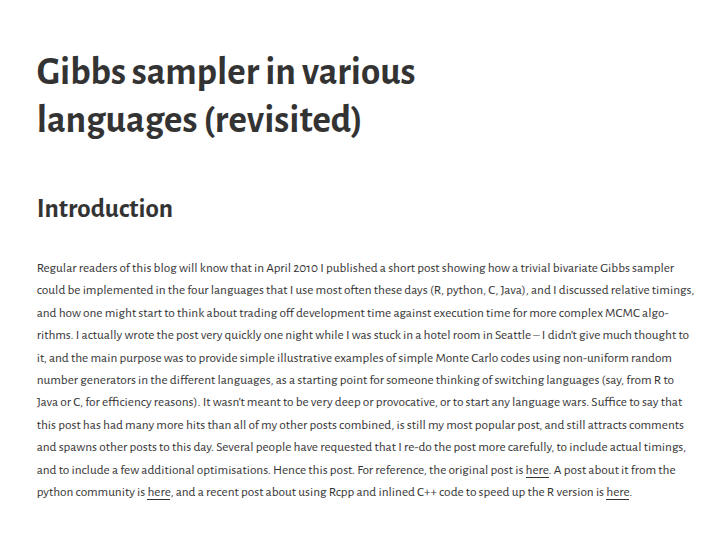 Gibbs sampler in various
languages (revisited)
Introduction
Regular readers of this blog will know that in April 2010 I published a short post showing how a trivial bivariate Gibbs sampler
could be implemented in the four languages that I use most often these days (R, python, C, Java), and I discussed relative timings,
and how one might start to think about trading off development time against execution time for more complex MCMC algo-
rithms. I actually wrote the post very quickly one night while I was stuck in a hotel room in Seattle – I didn't give much thought to
it, and the main purpose was to provide simple illustrative examples of simple Monte Carlo codes using non-uniform random
number generators in the different languages, as a starting point for someone thinking of switching languages (say, from R to
Java or C, for efficiency reasons). It wasn't meant to be very deep or provocative, or to start any language wars. Suffice to say that
this post has had many more hits than all of my other posts combined, is still my most popular post, and still attracts comments
and spawns other posts to this day. Several people have requested that I re-do the post more carefully, to include actual timings,
and to include a few additional optimisations. Hence this post. For reference, the original post is here. A post about it from the
python community is here, and a recent post about using Rcpp and inlined C++ code to speed up the R version is here.